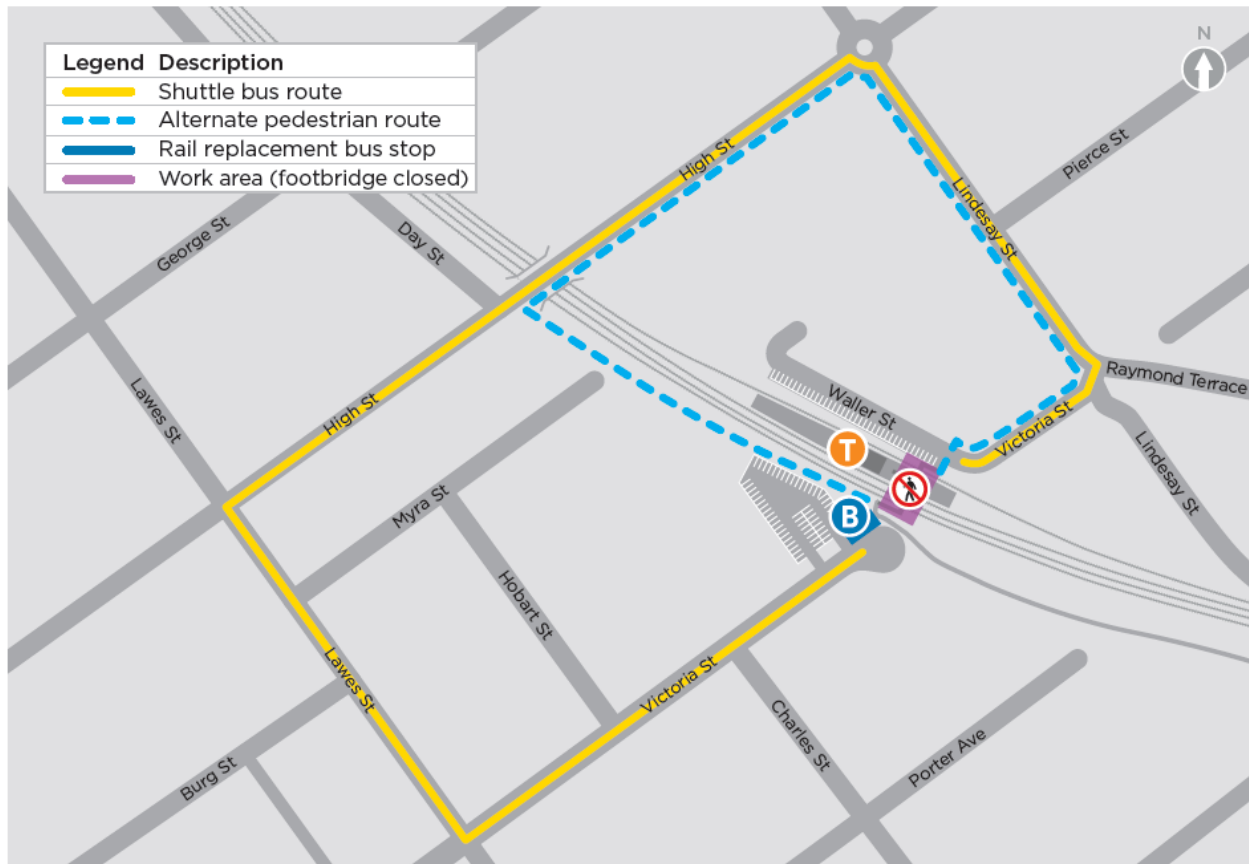 Legend Description
Shuttle bus route
Alternate pedestrian route
Rail replacement bus stop
Work area (footbridge closed)
N
High St
Pierce St
Lindesay St
George St
Day St
Raymond Terrace
Lawes St
High St
Waller St
Victoria St
T
Lindesay St
Myra St
B
Hobart St
Lawes St
Victoria St
Charles St
Porter Ave
Burg St